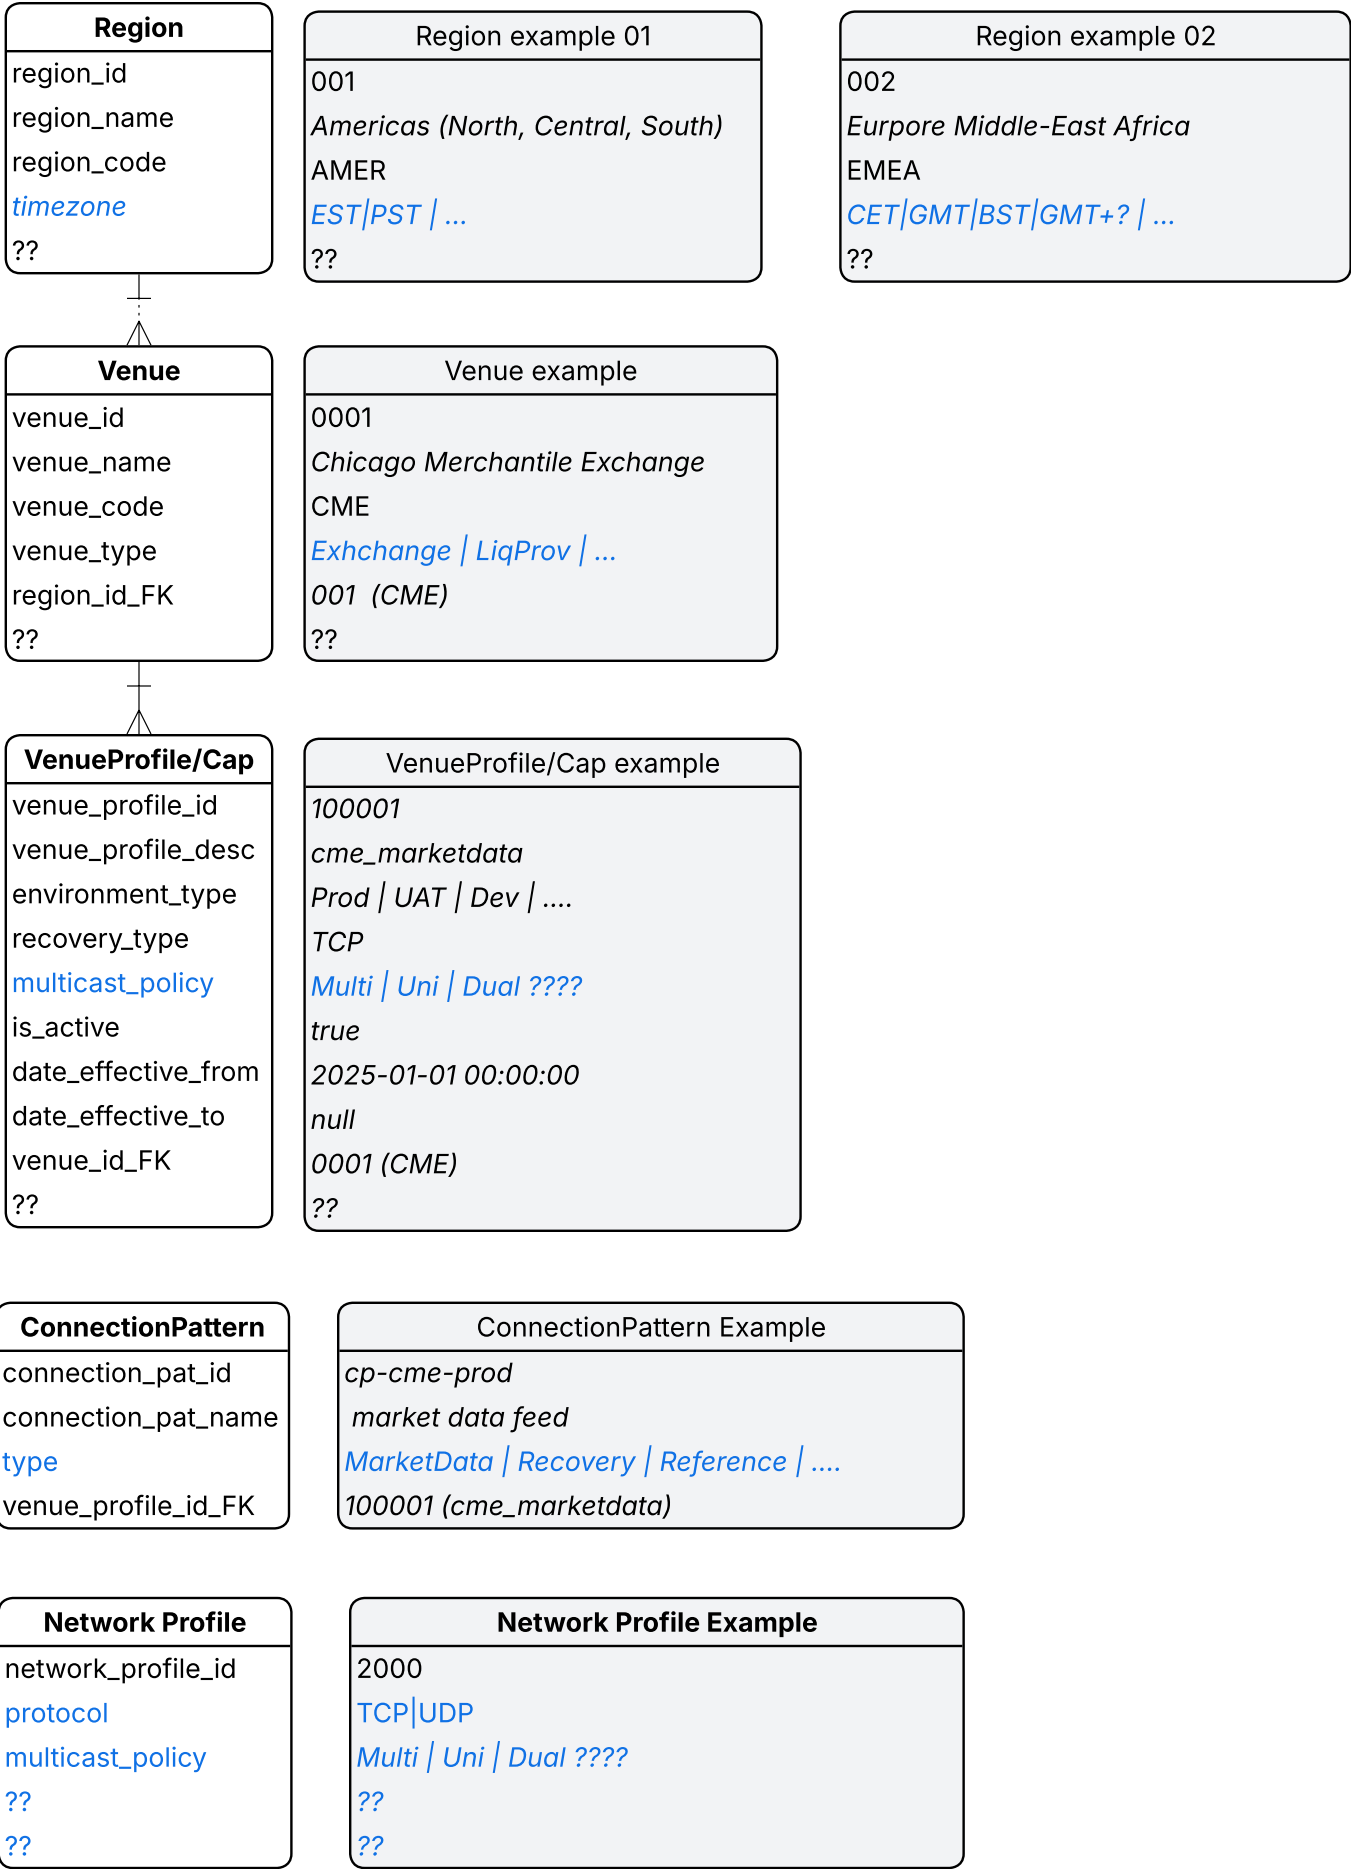 Region
region_id
region_name
region_code
timezone
??
Region example 01
001
Americas (North, Central, South)
AMER
EST|PST | ...
??
Region example 02
002
Eurpore Middle-East Africa
EMEA
CET|GMT|BST|GMT+? | ...
??
Venue
venue_id
venue_name
venue_code
venue_type
region_id_FK
??
Venue example
0001
Chicago Merchantile Exchange
CME
Exhchange | LiqProv | ...
001  (CME)
??
VenueProfile/Cap
venue_profile_id
venue_profile_desc
environment_type
recovery_type
multicast_policy
is_active
date_effective_from
date_effective_to
venue_id_FK
??
VenueProfile/Cap example
100001
cme_marketdata
Prod | UAT | Dev | ....
TCP
Multi | Uni | Dual ????
true
2025-01-01 00:00:00
null
0001 (CME)
??
ConnectionPattern
connection_pat_id
connection_pat_name
type
venue_profile_id_FK
ConnectionPattern Example
cp-cme-prod
market data feed
MarketData | Recovery | Reference | ....
100001 (cme_marketdata)
Network Profile
network_profile_id
protocol
multicast_policy
??
??
Network Profile Example
2000
TCP|UDP
Multi | Uni | Dual ????
??
??